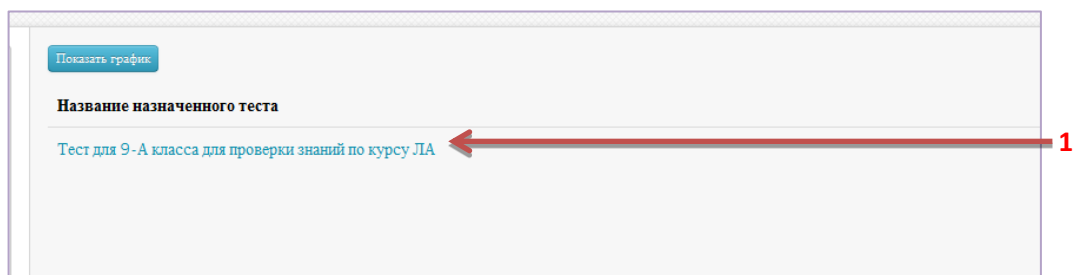 Показать график
Название назначенного теста
Тест для 9-А класса для проверки знаний по курсу ЛА
1